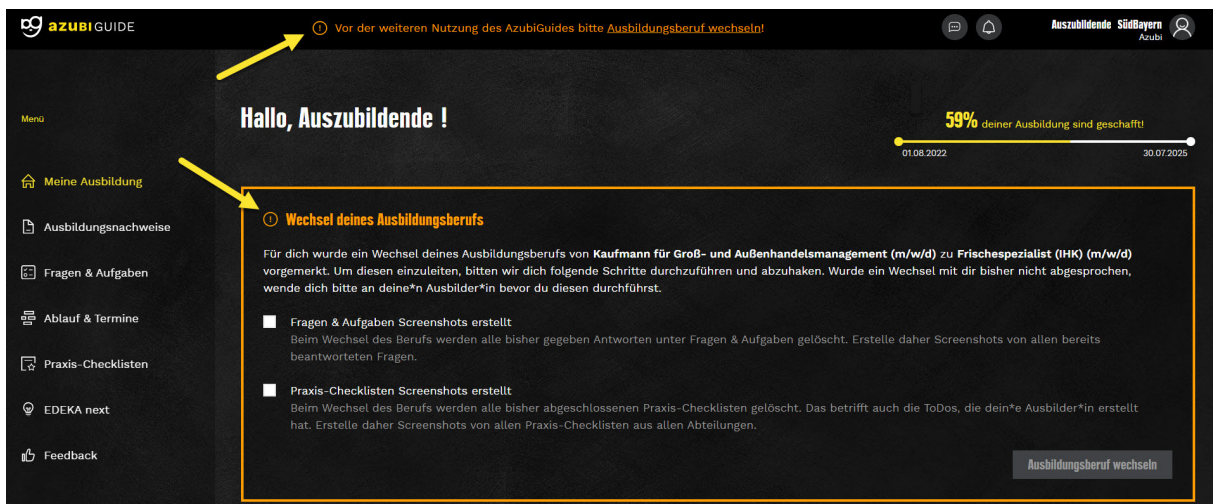 azubiGUIDE
Vor der weiteren Nutzung des AzubiGuides bitte Ausbildungsberuf wechseln!
Auszubildende SüdBayern
Azubi
Menü
Hallo, Auszubildende !
59% deiner Ausbildung sind geschafft!
01.08.2022 30.07.2025
Meine Ausbildung
Ausbildungsnachweise
Fragen & Aufgaben
Ablauf & Termine
Praxis-Checklisten
EDEKA next
Feedback
Wechsel deines Ausbildungsberufs
Für dich wurde ein Wechsel deines Ausbildungsberufs von Kaufmann für Groß- und Außenhandelsmanagement (m/w/d) zu Frischespezialist (IHK) (m/w/d)
vorgemerkt. Um diesen einzuleiten, bitten wir dich folgende Schritte durchzuführen und abzuhaken. Wurde ein Wechsel mit dir bisher nicht abgesprochen,
wende dich bitte an deine*n Ausbilder*in bevor du diesen durchführst.
Fragen & Aufgaben Screenshots erstellt
Beim Wechsel des Berufs werden alle bisher gegeben Antworten unter Fragen & Aufgaben gelöscht. Erstelle daher Screenshots von allen bereits
beantworteten Fragen.
Praxis-Checklisten Screenshots erstellt
Beim Wechsel des Berufs werden alle bisher abgeschlossenen Praxis-Checklisten gelöscht. Das betrifft auch die ToDos, die dein*e Ausbilder*in erstellt
hat. Erstelle daher Screenshots von allen Praxis-Checklisten aus allen Abteilungen.
Ausbildungsberuf wechseln